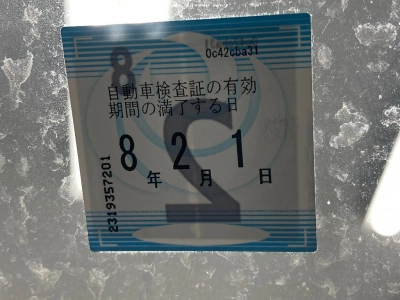 0c42cba31
自動車検査証の有効
期間の満了する日
8年2月1日
2319357201
8
2